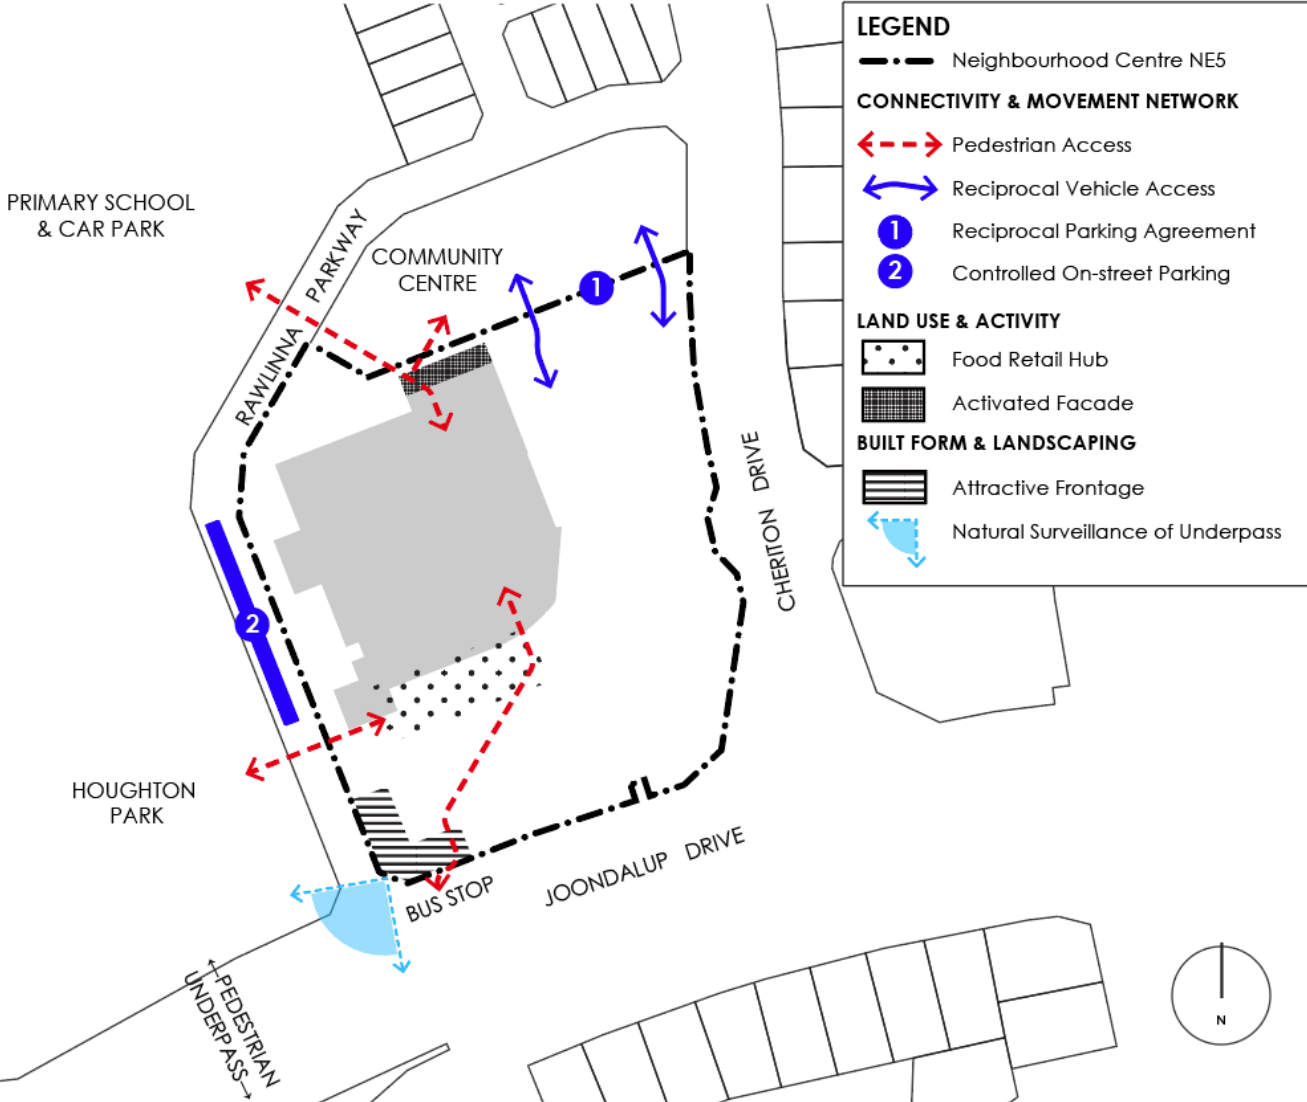 PRIMARY SCHOOL
& CAR PARK
RAWLINNA PARKWAY
COMMUNITY
CENTRE
1
2
CHERITON DRIVE
HOUGHTON
PARK
BUS STOP
JOONDALUP DRIVE
←PEDESTRIAN
UNDERPASS→
LEGEND
Neighbourhood Centre NE5
CONNECTIVITY & MOVEMENT NETWORK
Pedestrian Access
Reciprocal Vehicle Access
1 Reciprocal Parking Agreement
2 Controlled On-street Parking
LAND USE & ACTIVITY
Food Retail Hub
Activated Facade
BUILT FORM & LANDSCAPING
Attractive Frontage
Natural Surveillance of Underpass
N